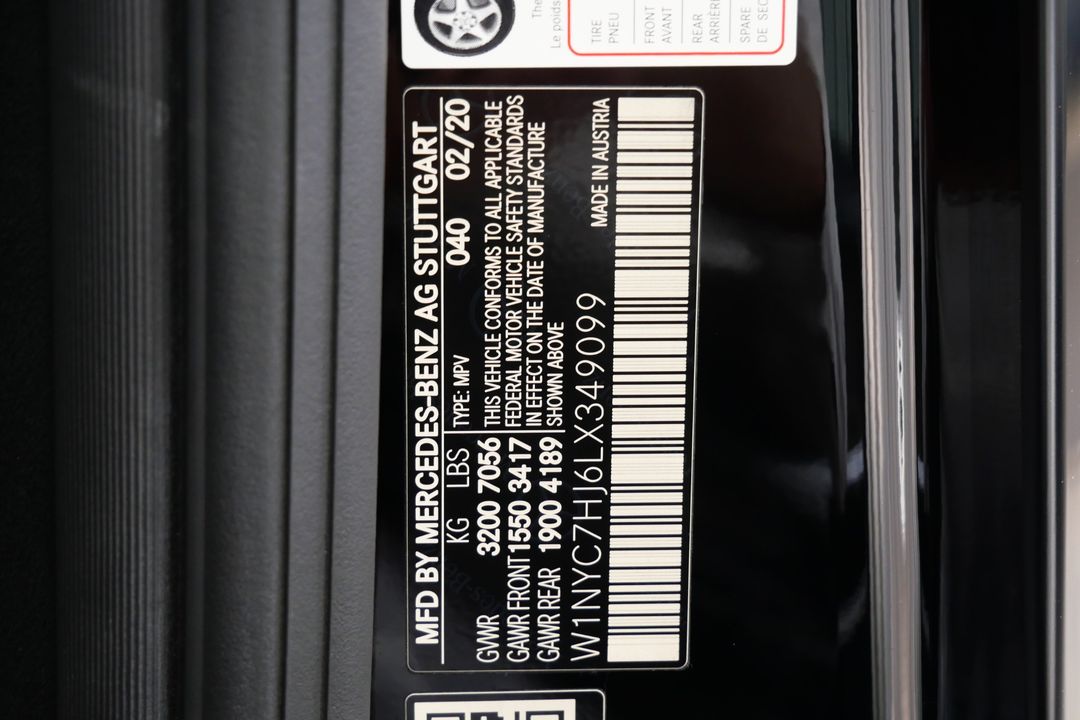 The
Le poids
TIRE
PNEU
FRONT
AVANT
REAR
ARRIÈRE
SPARE
DE SEC
MFD BY MERCEDES-BENZ AG STUTTGART
KG LBS TYPE: MPV 040 02/20
GVWR 3200 7056
GAWR FRONT 1550 3417
GAWR REAR 1900 4189
THIS VEHICLE CONFORMS TO ALL APPLICABLE
FEDERAL MOTOR VEHICLE SAFETY STANDARDS
IN EFFECT ON THE DATE OF MANUFACTURE
SHOWN ABOVE
W1NYC7HJ6LX349099 MADE IN AUSTRIA